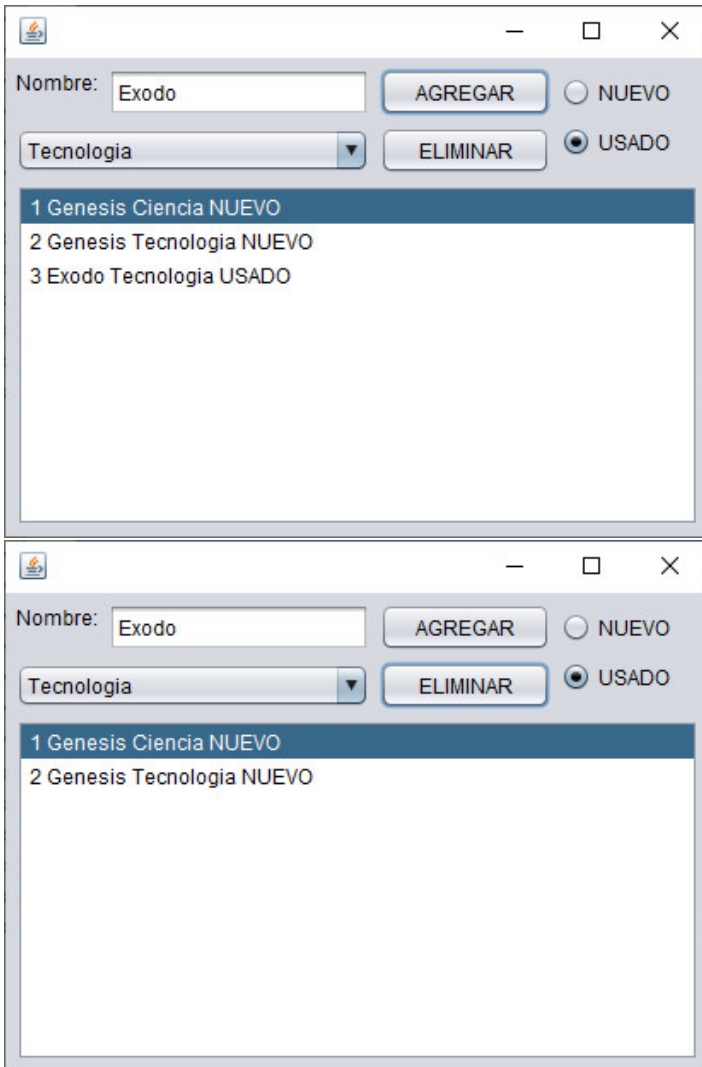 Nombre: Exodo AGREGAR NUEVO
Tecnologia ELIMINAR USADO
1 Genesis Ciencia NUEVO
2 Genesis Tecnologia NUEVO
3 Exodo Tecnologia USADO
Nombre: Exodo AGREGAR NUEVO
Tecnologia ELIMINAR USADO
1 Genesis Ciencia NUEVO
2 Genesis Tecnologia NUEVO